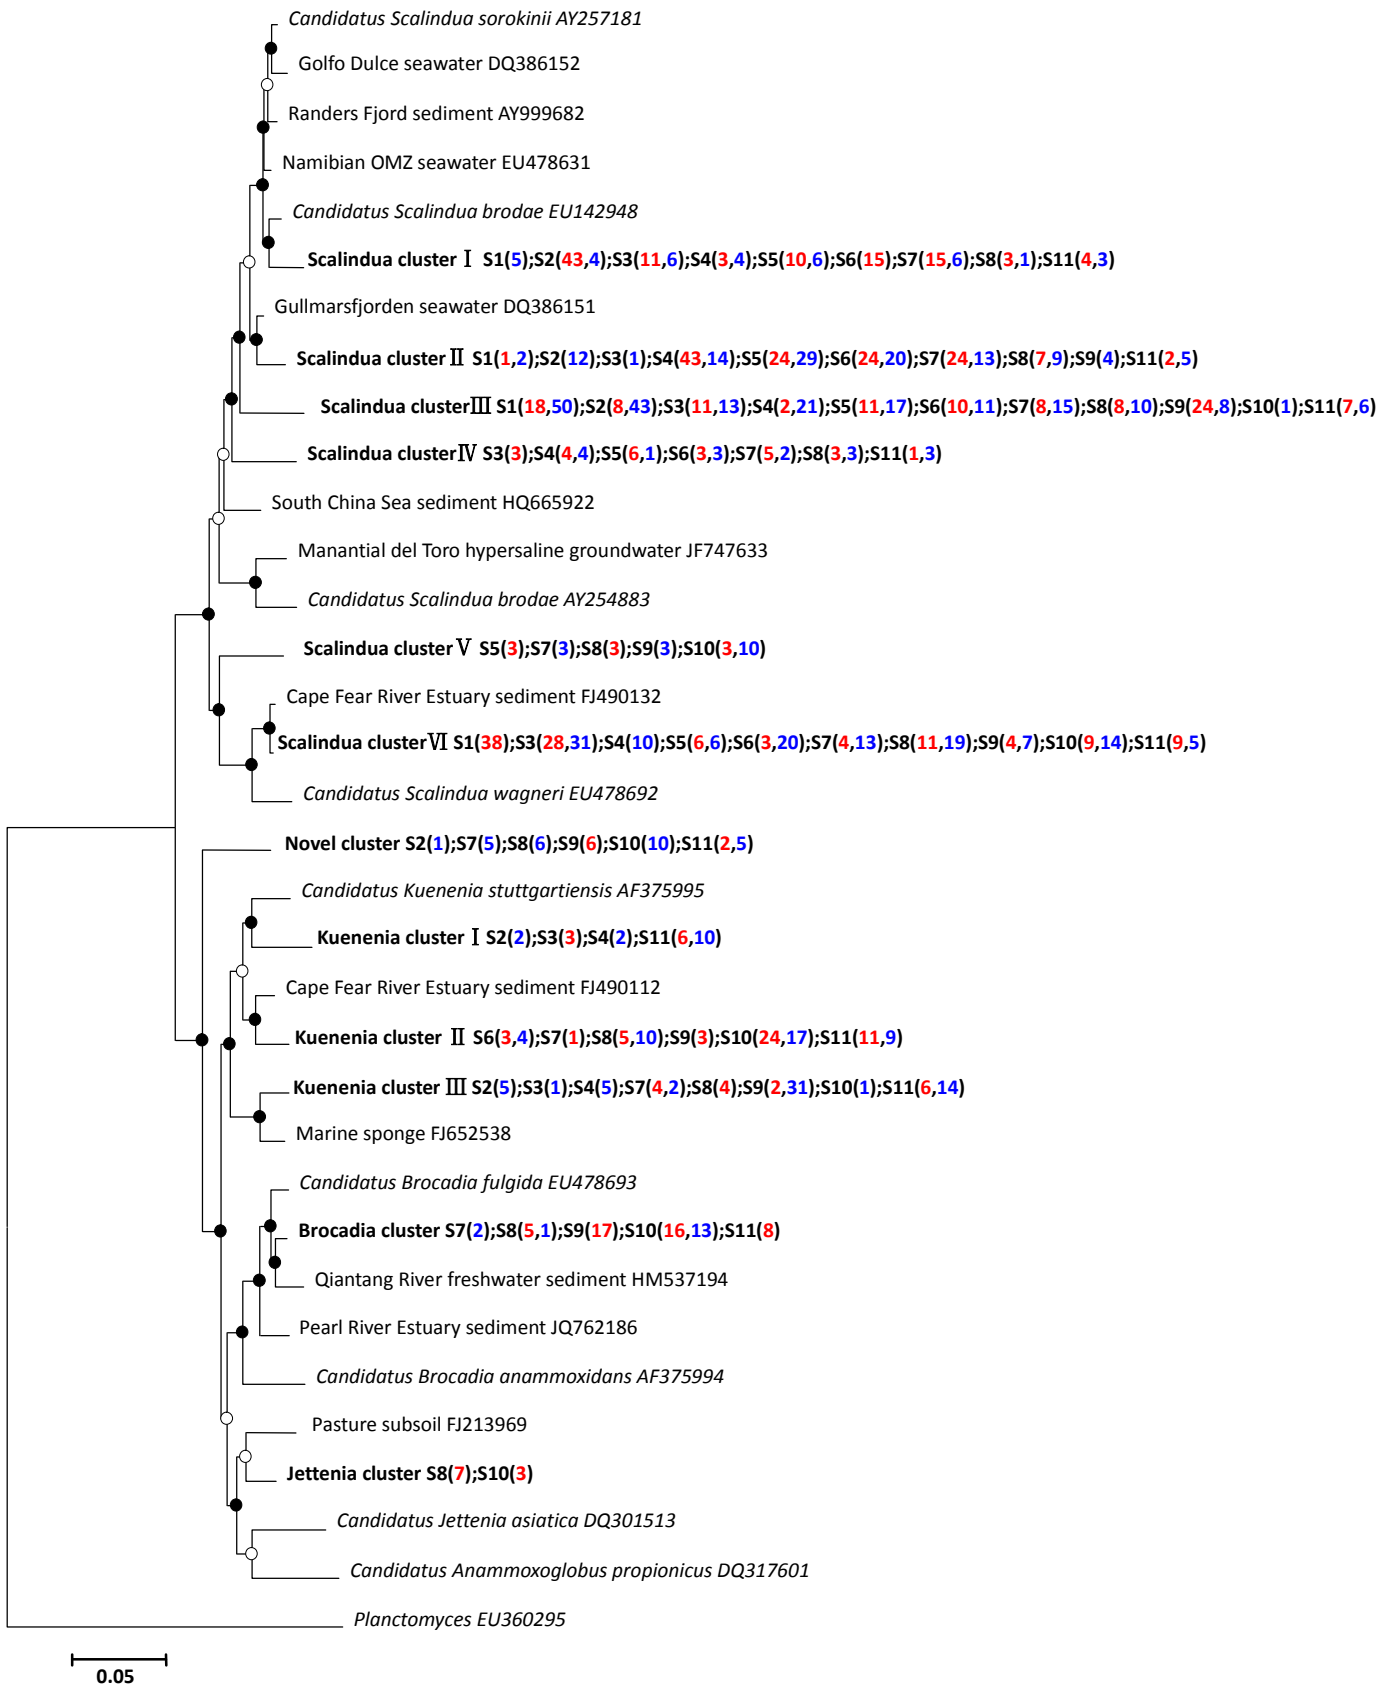 Candidatus Scalindua sorokinii AY257181
Golfo Dulce seawater DQ386152
Randers Fjord sediment AY999682
Namibian OMZ seawater EU478631
Candidatus Scalindua brodae EU142948
Scalindua cluster Ⅰ S1(5);S2(43,4);S3(11,6);S4(3,4);S5(10,6);S6(15);S7(15,6);S8(3,1);S11(4,3)
Gullmarsfjorden seawater DQ386151
Scalindua cluster Ⅱ S1(1,2);S2(12);S3(1);S4(43,14);S5(24,29);S6(24,20);S7(24,13);S8(7,9);S9(4);S11(2,5)
Scalindua clusterⅢ S1(18,50);S2(8,43);S3(11,13);S4(2,21);S5(11,17);S6(10,11);S7(8,15);S8(8,10);S9(24,8);S10(1);S11(7,6)
Scalindua clusterⅣ S3(3);S4(4,4);S5(6,1);S6(3,3);S7(5,2);S8(3,3);S11(1,3)
South China Sea sediment HQ665922
Manantial del Toro hypersaline groundwater JF747633
Candidatus Scalindua brodae AY254883
Scalindua cluster Ⅴ S5(3);S7(3);S8(3);S9(3);S10(3,10)
Cape Fear River Estuary sediment FJ490132
Scalindua clusterⅥ S1(38);S3(28,31);S4(10);S5(6,6);S6(3,20);S7(4,13);S8(11,19);S9(4,7);S10(9,14);S11(9,5)
Candidatus Scalindua wagneri EU478692
Novel cluster S2(1);S7(5);S8(6);S9(6);S10(10);S11(2,5)
Candidatus Kuenenia stuttgartiensis AF375995
Kuenenia cluster Ⅰ S2(2);S3(3);S4(2);S11(6,10)
Cape Fear River Estuary sediment FJ490112
Kuenenia cluster Ⅱ S6(3,4);S7(1);S8(5,10);S9(3);S10(24,17);S11(11,9)
Kuenenia cluster Ⅲ S2(5);S3(1);S4(5);S7(4,2);S8(4);S9(2,31);S10(1);S11(6,14)
Marine sponge FJ652538
Candidatus Brocadia fulgida EU478693
Brocadia cluster S7(2);S8(5,1);S9(17);S10(16,13);S11(8)
Qiantang River freshwater sediment HM537194
Pearl River Estuary sediment JQ762186
Candidatus Brocadia anammoxidans AF375994
Pasture subsoil FJ213969
Jettenia cluster S8(7);S10(3)
Candidatus Jettenia asiatica DQ301513
Candidatus Anammoxoglobus propionicus DQ317601
Planctomyces EU360295
0.05